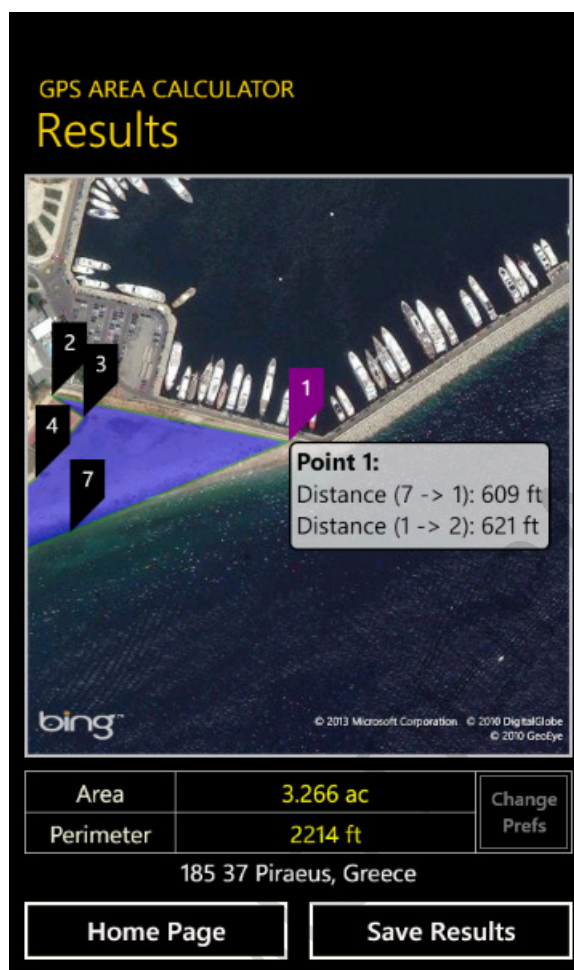 GPS AREA CALCULATOR
Results
2
3
1
4
7
Point 1:
Distance (7 -> 1): 609 ft
Distance (1 -> 2): 621 ft
bing™
© 2013 Microsoft Corporation © 2010 DigitalGlobe
© 2010 GeoEye
Area 3.266 ac
Perimeter 2214 ft
Change
Prefs
185 37 Piraeus, Greece
Home Page Save Results